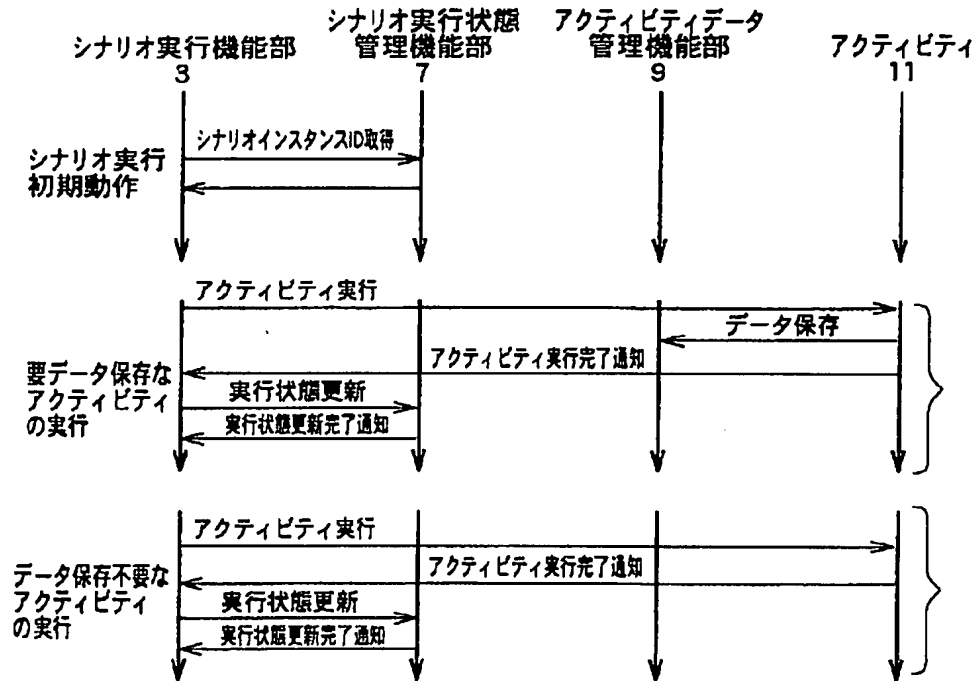 シナリオ実行機能部
3
シナリオ実行状態
管理機能部
7
アクティビティデータ
管理機能部
9
アクティビティ
11
シナリオ実行
初期動作
シナリオインスタンスID取得
要データ保存な
アクティビティ
の実行
アクティビティ実行
データ保存
アクティビティ実行完了通知
実行状態更新
実行状態更新完了通知
データ保存不要な
アクティビティ
の実行
アクティビティ実行
アクティビティ実行完了通知
実行状態更新
実行状態更新完了通知